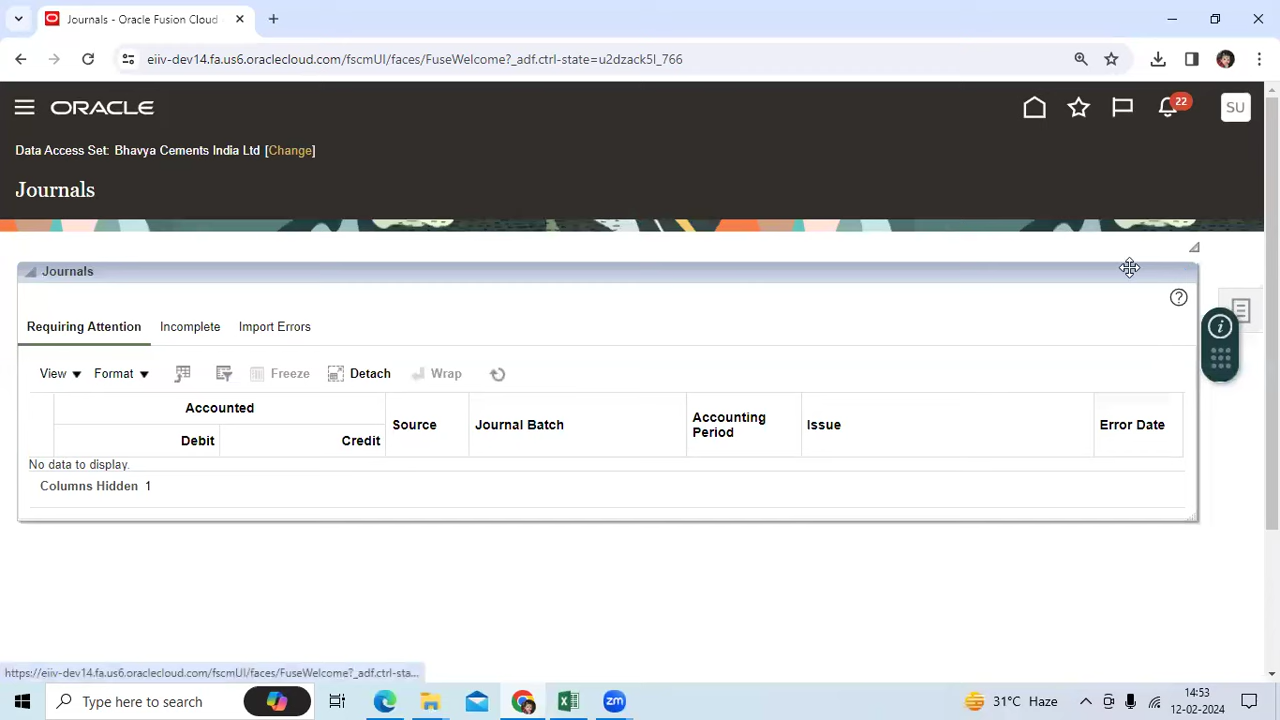 Journals - Oracle Fusion Cloud
eiiv-dev14.fa.us6.oraclecloud.com/fscmUI/faces/FuseWelcome?_adf.ctrl-state=u2dzack5l_766
ORACLE
22
SU
Data Access Set: Bhavya Cements India Ltd [Change]
Journals
Journals
Requiring Attention Incomplete Import Errors
View Format Freeze Detach Wrap
Accounted
Debit Credit Source Journal Batch Accounting Period Issue Error Date
No data to display.
Columns Hidden 1
https://eiiv-dev14.fa.us6.oraclecloud.com/fscmUI/faces/FuseWelcome?_adf.ctrl-sta...
Type here to search
zm
31°C Haze
14:53
12-02-2024